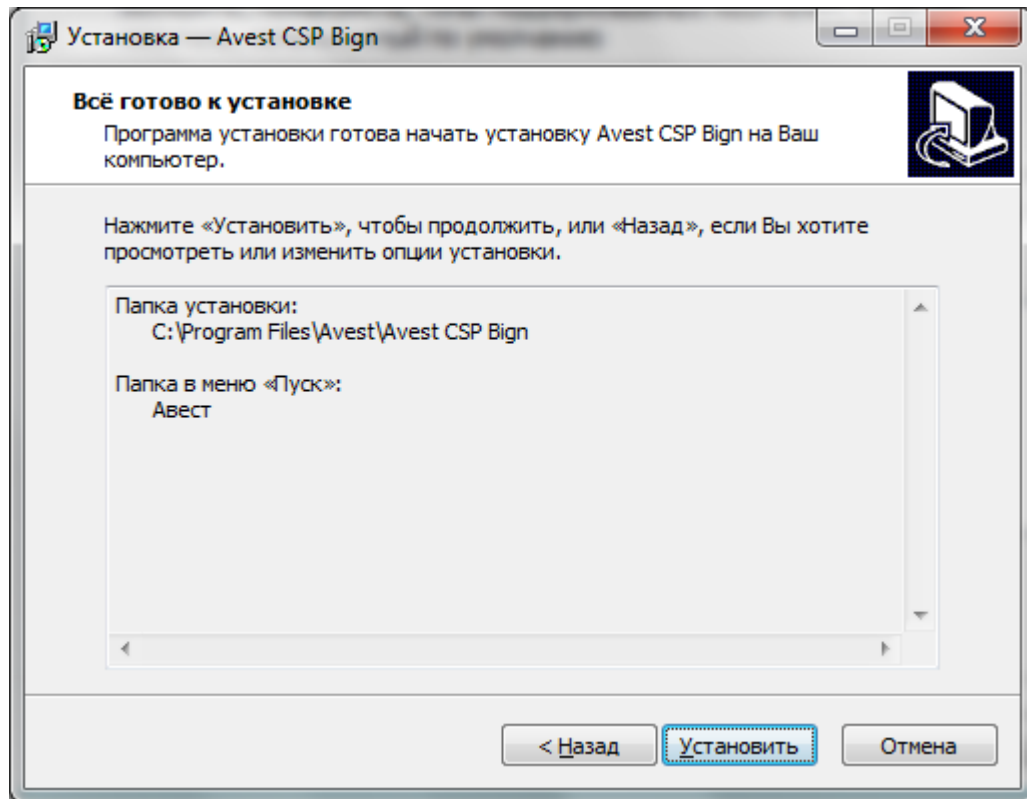 Установка — Avest CSP Bign
Всё готово к установке
Программа установки готова начать установку Avest CSP Bign на Ваш
компьютер.
Нажмите «Установить», чтобы продолжить, или «Назад», если Вы хотите
просмотреть или изменить опции установки.
Папка установки:
C:\Program Files\Avest\Avest CSP Bign
Папка в меню «Пуск»:
Авест
< Назад
Установить
Отмена